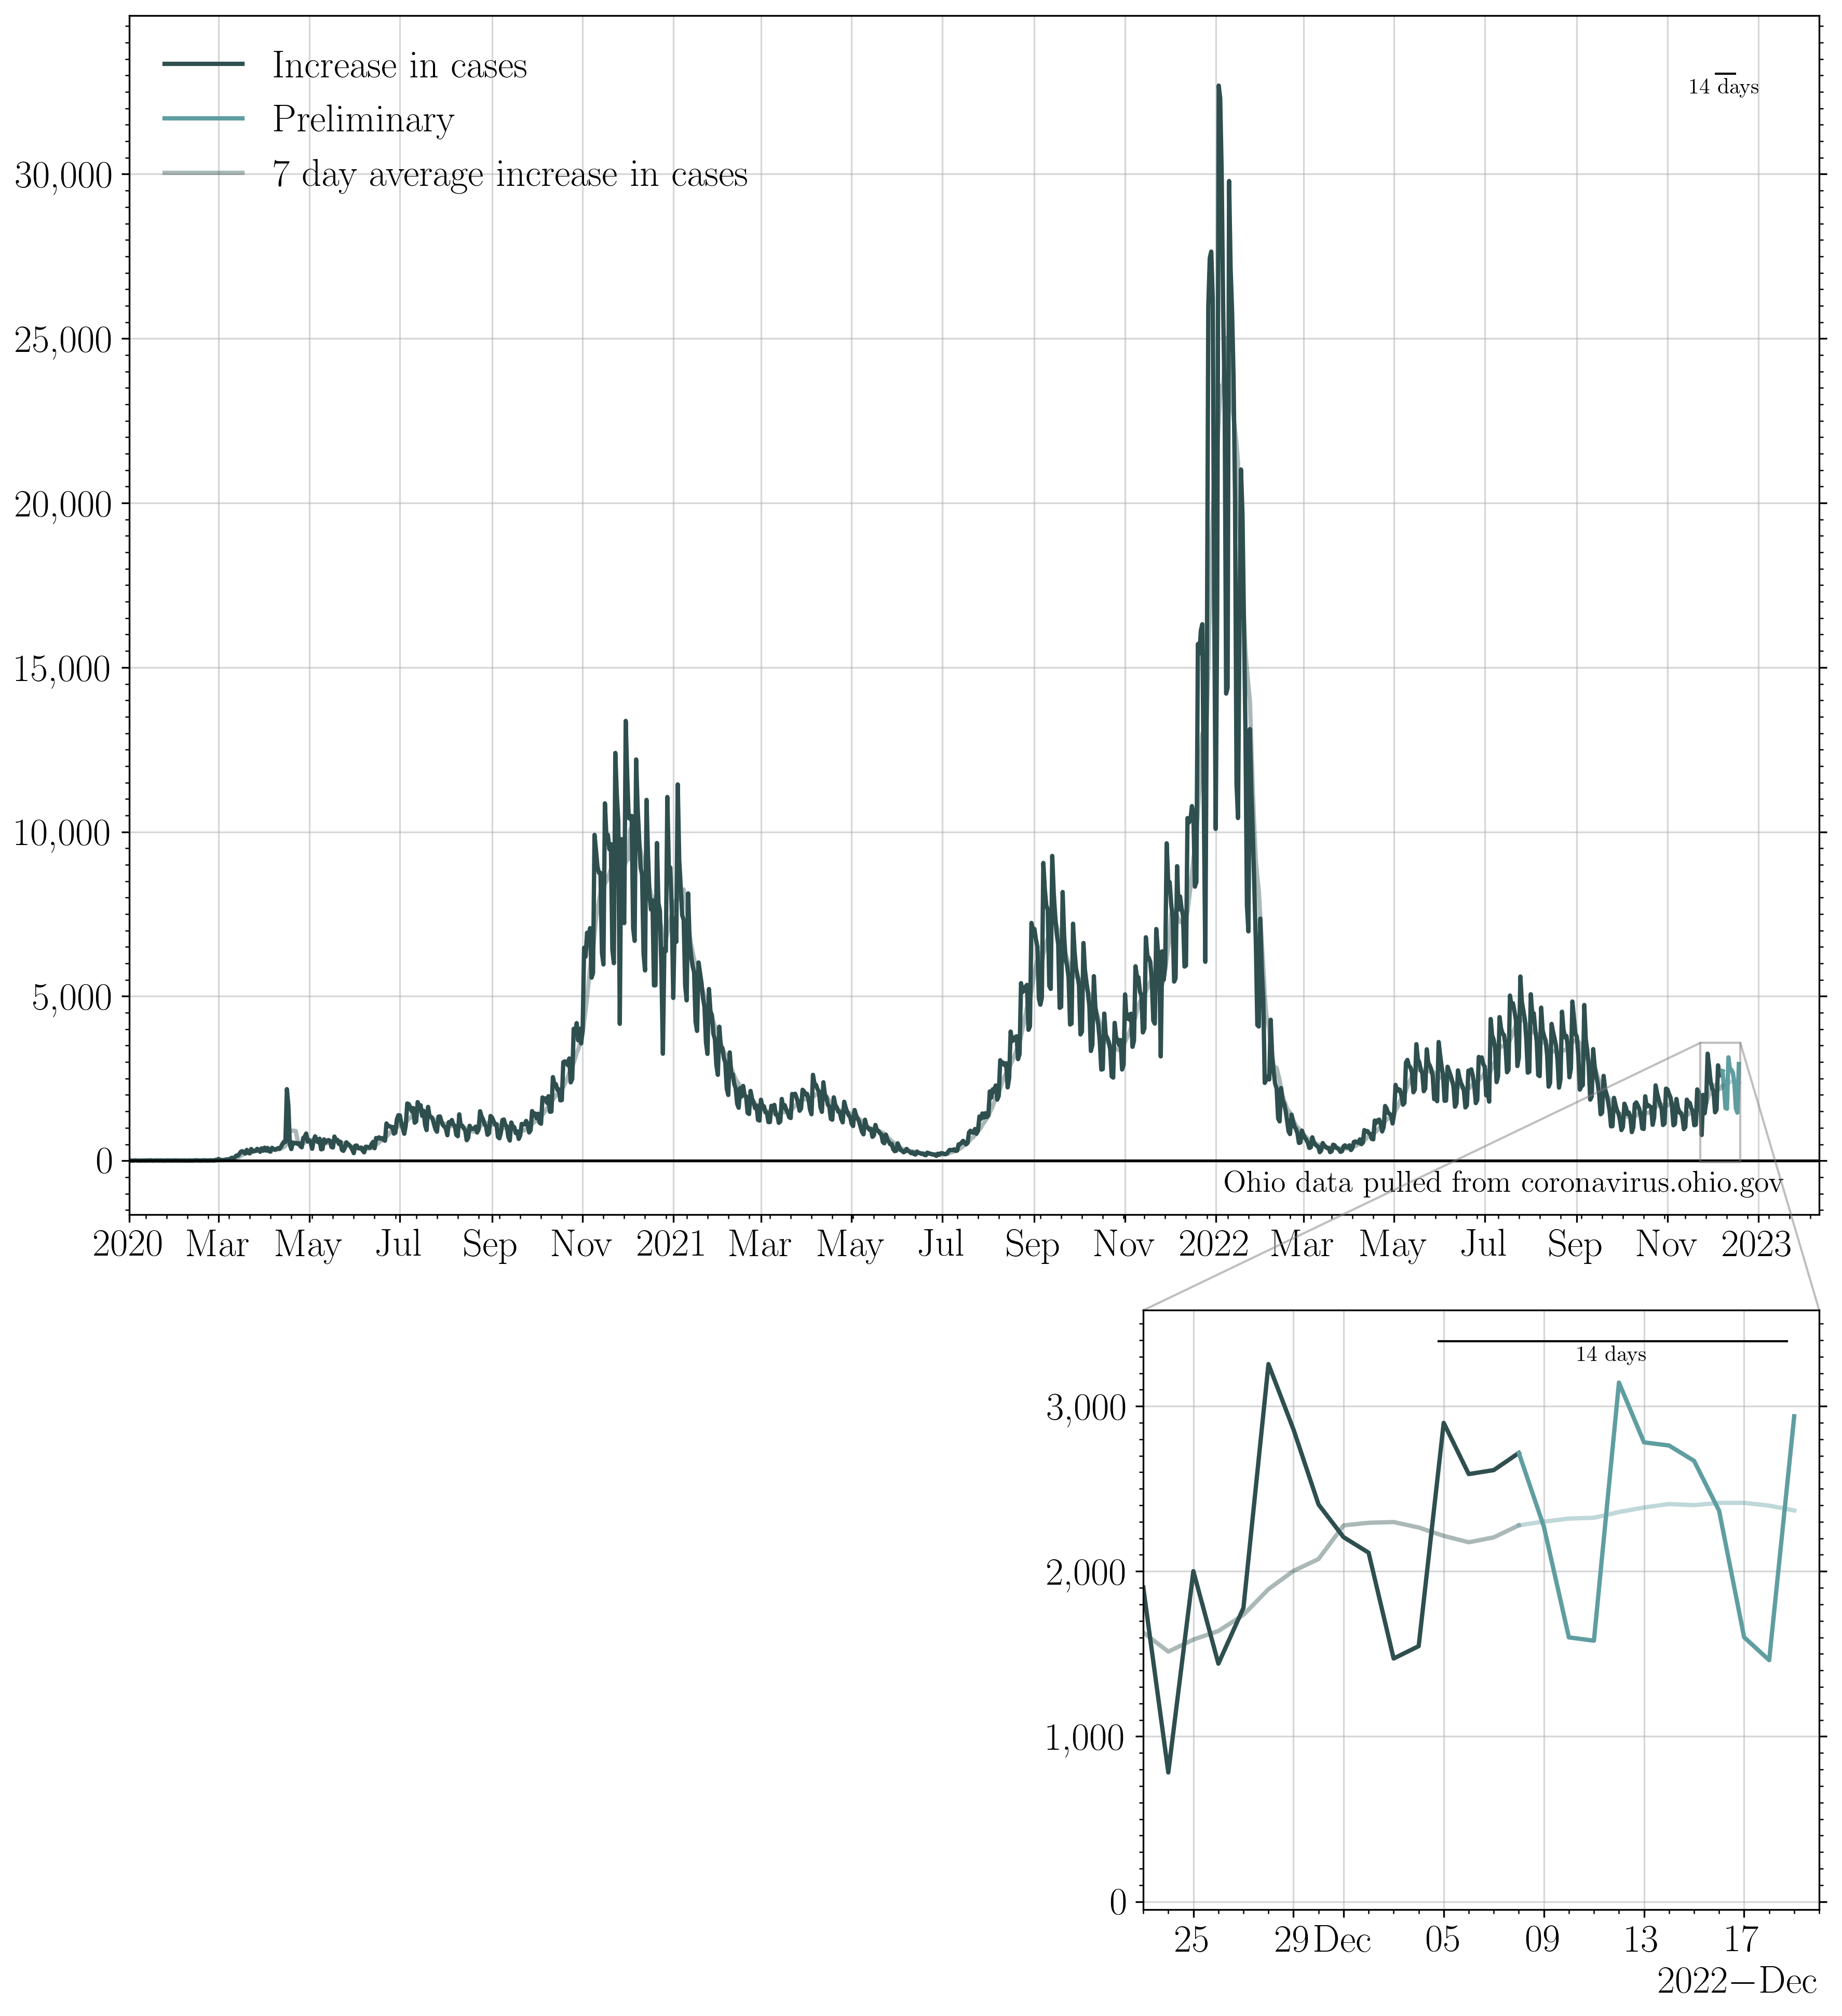 Increase in cases
Preliminary
7 day average increase in cases
14 days
30,000
25,000
20,000
15,000
10,000
5,000
0
Ohio data pulled from coronavirus.ohio.gov
2020 Mar May Jul Sep Nov 2021 Mar May Jul Sep Nov 2022 Mar May Jul Sep Nov 2023
14 days
3,000
2,000
1,000
0
25 29 Dec 05 09 13 17
2022−Dec